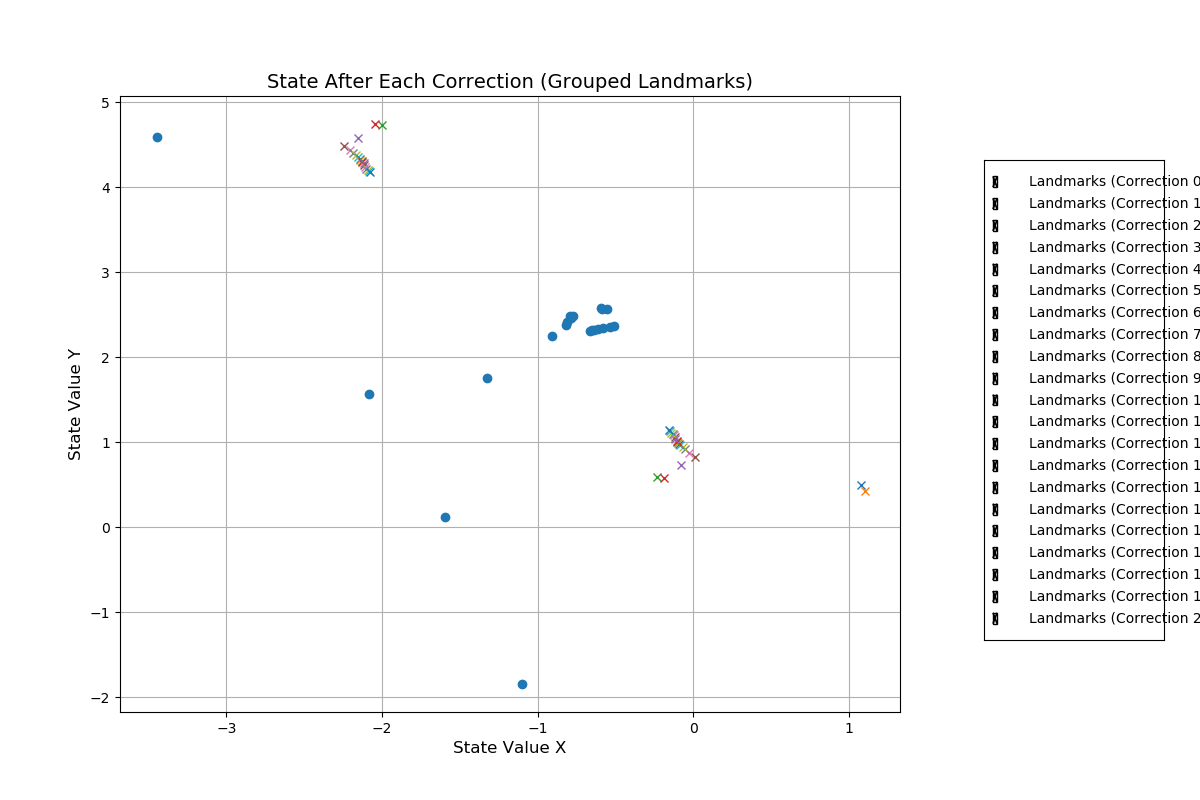 State After Each Correction (Grouped Landmarks)
5
4
3
2
1
0
−1
−2
−3
−2
−1
0
1
State Value X
State Value Y
Landmarks (Correction 0
Landmarks (Correction 1
Landmarks (Correction 2
Landmarks (Correction 3
Landmarks (Correction 4
Landmarks (Correction 5
Landmarks (Correction 6
Landmarks (Correction 7
Landmarks (Correction 8
Landmarks (Correction 9
Landmarks (Correction 1
Landmarks (Correction 1
Landmarks (Correction 1
Landmarks (Correction 1
Landmarks (Correction 1
Landmarks (Correction 1
Landmarks (Correction 1
Landmarks (Correction 1
Landmarks (Correction 1
Landmarks (Correction 1
Landmarks (Correction 2